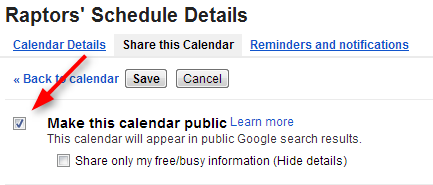 Raptors' Schedule Details
Calendar Details Share this Calendar Reminders and notifications
« Back to calendar Save Cancel
Make this calendar public Learn more
This calendar will appear in public Google search results.
Share only my free/busy information (Hide details)